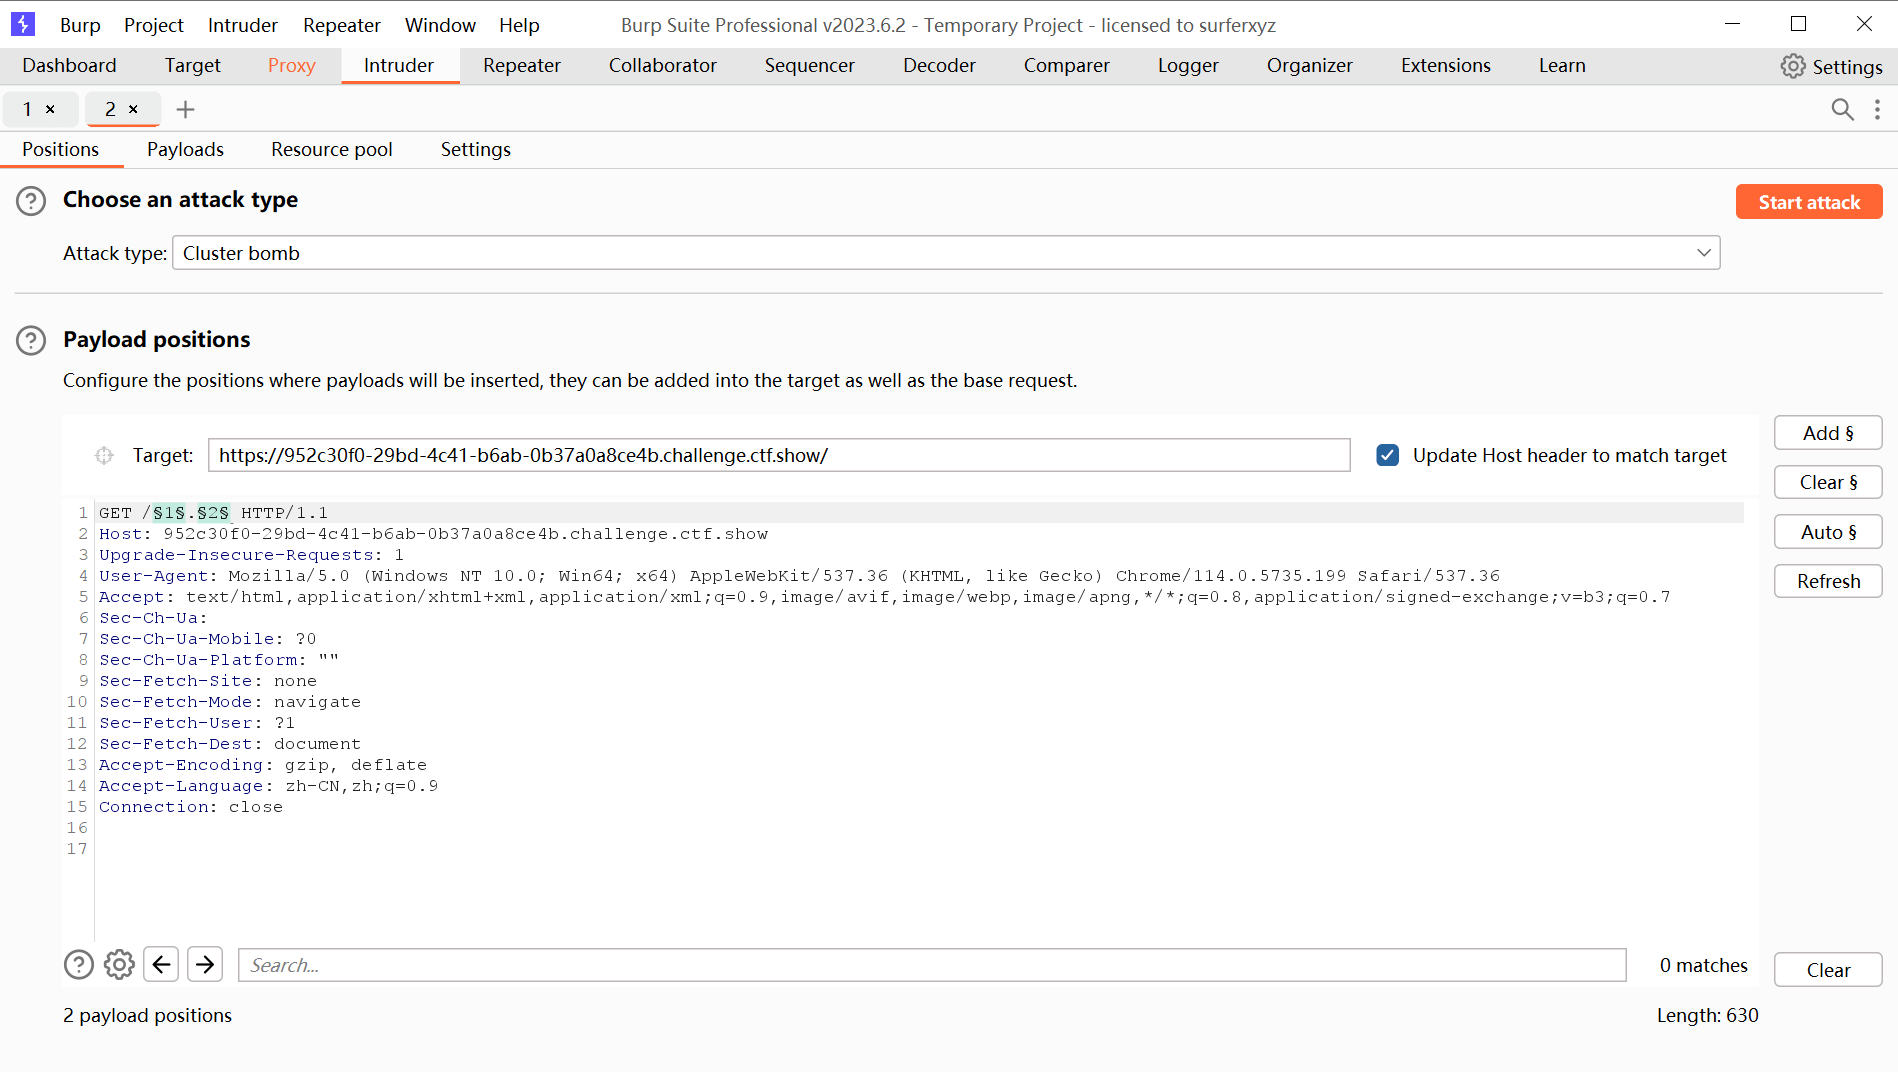 Burp Project Intruder Repeater Window Help Burp Suite Professional v2023.6.2 - Temporary Project - licensed to surferxyz
Dashboard Target Proxy Intruder Repeater Collaborator Sequencer Decoder Comparer Logger Organizer Extensions Learn Settings
1 × 2 × +
Positions Payloads Resource pool Settings
Choose an attack type
Start attack
Attack type: Cluster bomb
Payload positions
Configure the positions where payloads will be inserted, they can be added into the target as well as the base request.
Target: https://952c30f0-29bd-4c41-b6ab-0b37a0a8ce4b.challenge.ctf.show/ Update Host header to match target
Add §
Clear §
Auto §
Refresh
1 GET /§1§.§2§ HTTP/1.1
2 Host: 952c30f0-29bd-4c41-b6ab-0b37a0a8ce4b.challenge.ctf.show
3 Upgrade-Insecure-Requests: 1
4 User-Agent: Mozilla/5.0 (Windows NT 10.0; Win64; x64) AppleWebKit/537.36 (KHTML, like Gecko) Chrome/114.0.5735.199 Safari/537.36
5 Accept: text/html,application/xhtml+xml,application/xml;q=0.9,image/avif,image/webp,image/apng,*/*;q=0.8,application/signed-exchange;v=b3;q=0.7
6 Sec-Ch-Ua:
7 Sec-Ch-Ua-Mobile: ?0
8 Sec-Ch-Ua-Platform: ""
9 Sec-Fetch-Site: none
10 Sec-Fetch-Mode: navigate
11 Sec-Fetch-User: ?1
12 Sec-Fetch-Dest: document
13 Accept-Encoding: gzip, deflate
14 Accept-Language: zh-CN,zh;q=0.9
15 Connection: close
16
17
Search... 0 matches Clear
2 payload positions Length: 630